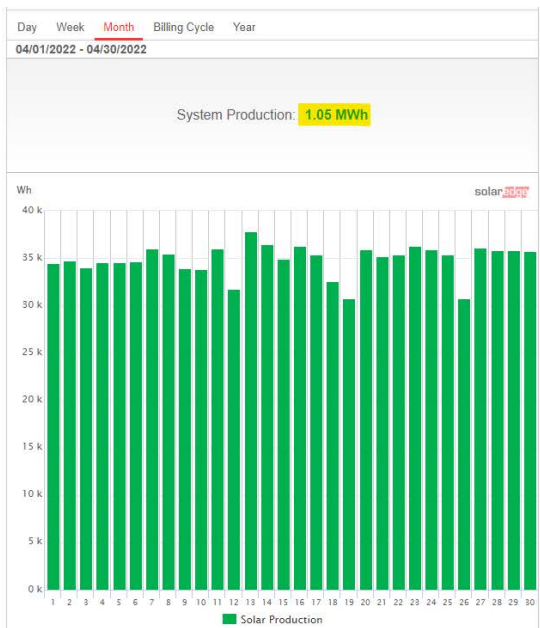 Day Week Month Billing Cycle Year
04/01/2022 - 04/30/2022
System Production: 1.05 MWh
Wh
solaredge
40 k
35 k
30 k
25 k
20 k
15 k
10 k
5 k
0 k
1 2 3 4 5 6 7 8 9 10 11 12 13 14 15 16 17 18 19 20 21 22 23 24 25 26 27 28 29 30
Solar Production